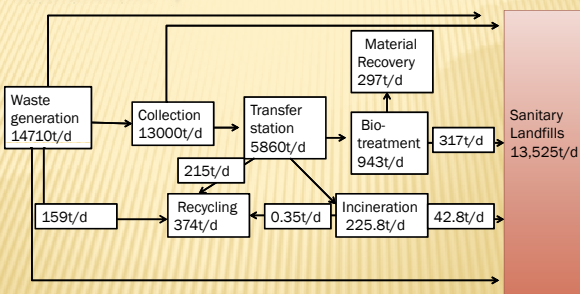 Material
Recovery
297t/d
Waste
generation
14710t/d
Collection
13000t/d
Transfer
station
5860t/d
Bio-
treatment
943t/d
317t/d
Sanitary
Landfills
13,525t/d
215t/d
159t/d
Recycling
374t/d
0.35t/d
Incineration
225.8t/d
42.8t/d